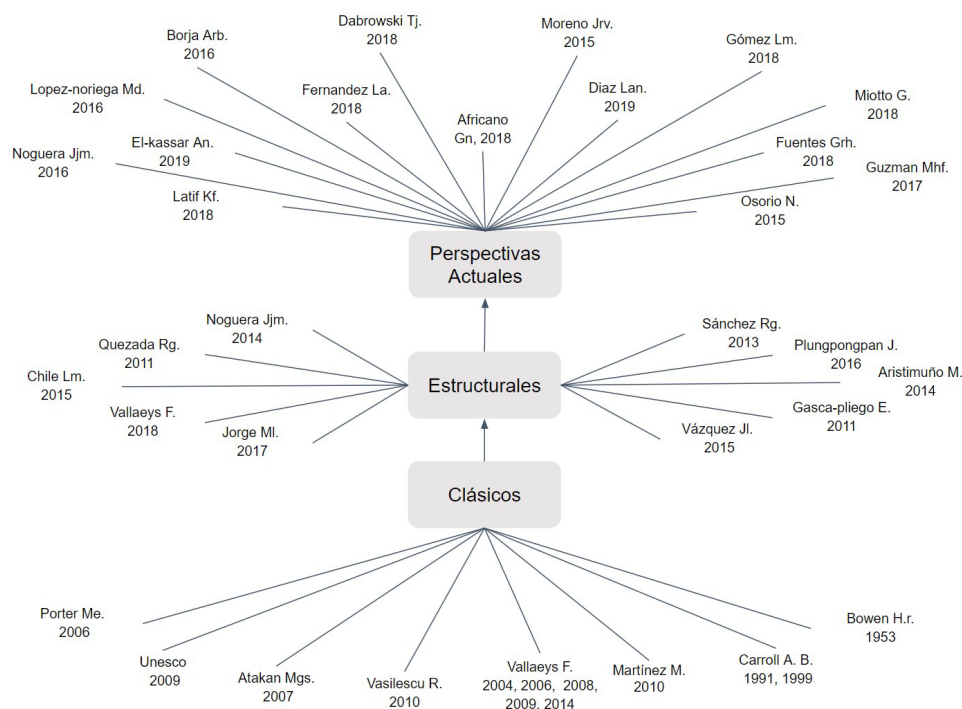 Dabrowski Tj.
2018
Moreno Jrv.
2015
Borja Arb.
2016
Gómez Lm.
2018
Lopez-noriega Md.
2016
Fernandez La.
2018
Diaz Lan.
2019
Miotto G.
2018
Africano
Gn, 2018
El-kassar An.
2019
Fuentes Grh.
2018
Noguera Jjm.
2016
Guzman Mhf.
2017
Latif Kf.
2018
Osorio N.
2015
Perspectivas
Actuales
Noguera Jjm.
2014
Sánchez Rg.
2013
Quezada Rg.
2011
Plungpongpan J.
2016
Chile Lm.
2015
Estructurales
Aristimuño M.
2014
Vallaeys F.
2018
Gasca-pliego E.
2011
Jorge Ml.
2017
Vázquez Jl.
2015
Clásicos
Porter Me.
2006
Bowen H.r.
1953
Unesco
2009
Atakan Mgs.
2007
Vasilescu R.
2010
Vallaeys F.
2004, 2006, 2008,
2009, 2014
Martínez M.
2010
Carroll A. B.
1991, 1999